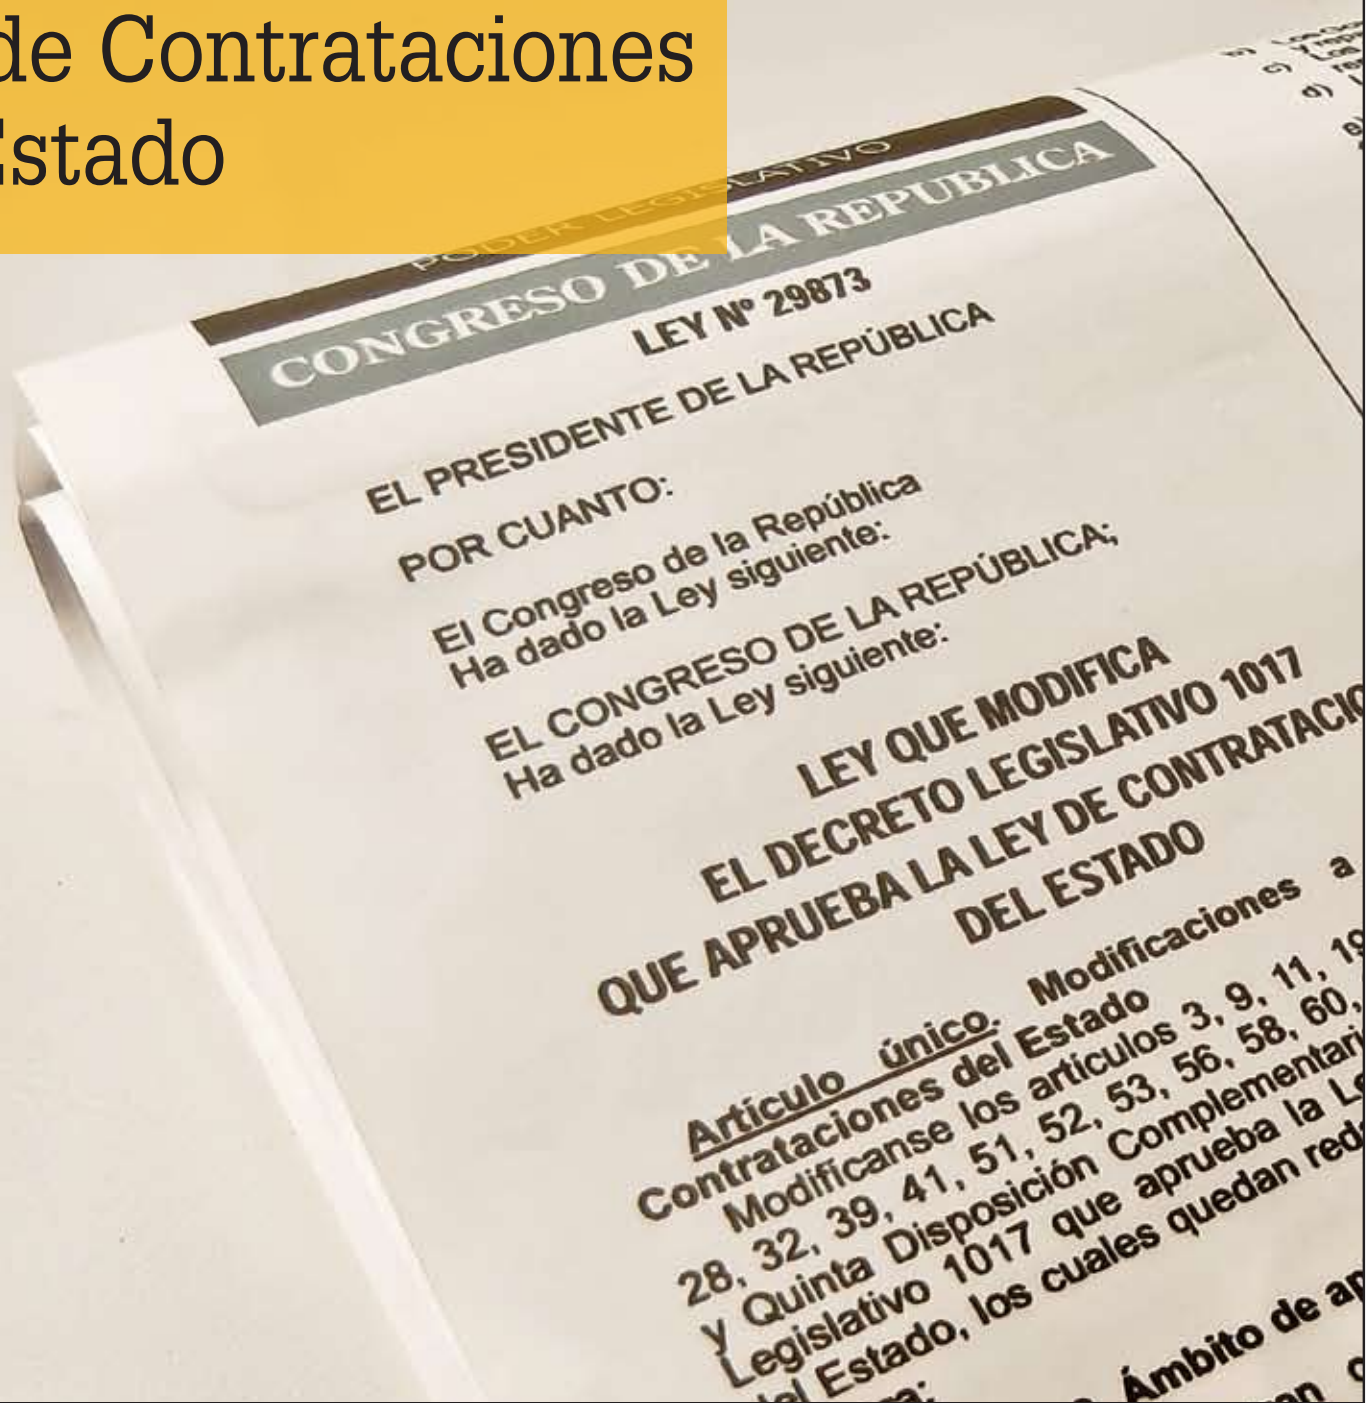 de Contrataciones
Estado
PODER LEGISLATIVO
CONGRESO DE LA REPUBLICA
LEY Nº 29873
EL PRESIDENTE DE LA REPÚBLICA
POR CUANTO:
El Congreso de la República
Ha dado la Ley siguiente:
EL CONGRESO DE LA REPÚBLICA;
Ha dado la Ley siguiente:
LEY QUE MODIFICA
EL DECRETO LEGISLATIVO 1017
QUE APRUEBA LA LEY DE CONTRATACIO
DEL ESTADO
Artículo único. Modificaciones a
Contrataciones del Estado
Modifícanse los artículos 3, 9, 11, 19
28, 32, 39, 41, 51, 52, 53, 56, 58, 60,
y Quinta Disposición Complementari
Legislativo 1017 que aprueba la L
del Estado, los cuales quedan red
Ámbito de ap
b)
c)
d)